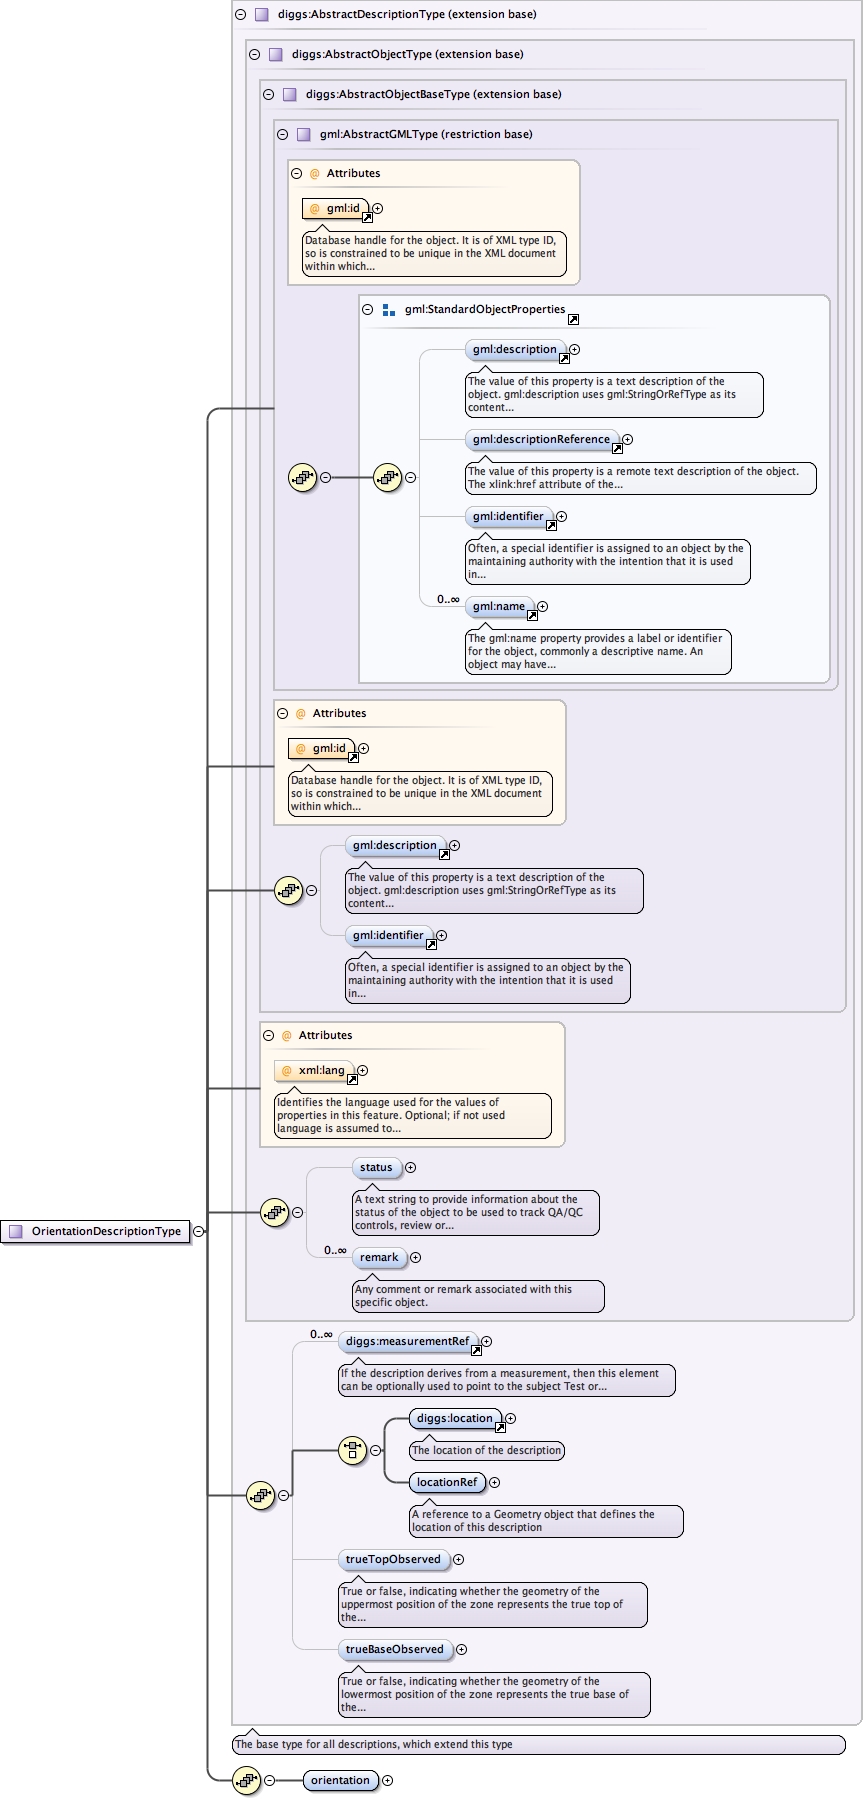 diggs:AbstractDescriptionType (extension base)
diggs:AbstractObjectType (extension base)
diggs:AbstractObjectBaseType (extension base)
gml:AbstractGMLType (restriction base)
@ Attributes
@ gml:id
Database handle for the object. It is of XML type ID,
so is constrained to be unique in the XML document
within which...
gml:StandardObjectProperties
gml:description
The value of this property is a text description of the
object. gml:description uses gml:StringOrRefType as its
content...
gml:descriptionReference
The value of this property is a remote text description of the object.
The xlink:href attribute of the...
gml:identifier
Often, a special identifier is assigned to an object by the
maintaining authority with the intention that it is used
in...
0..∞
gml:name
The gml:name property provides a label or identifier
for the object, commonly a descriptive name. An
object may have...
@ Attributes
@ gml:id
Database handle for the object. It is of XML type ID,
so is constrained to be unique in the XML document
within which...
gml:description
The value of this property is a text description of the
object. gml:description uses gml:StringOrRefType as its
content...
gml:identifier
Often, a special identifier is assigned to an object by the
maintaining authority with the intention that it is used
in...
@ Attributes
@ xml:lang
Identifies the language used for the values of
properties in this feature. Optional; if not used
language is assumed to...
status
A text string to provide information about the
status of the object to be used to track QA/QC
controls, review or...
OrientationDescriptionType
0..∞
remark
Any comment or remark associated with this
specific object.
0..∞
diggs:measurementRef
If the description derives from a measurement, then this element
can be optionally used to point to the subject Test or...
diggs:location
The location of the description
locationRef
A reference to a Geometry object that defines the
location of this description
trueTopObserved
True or false, indicating whether the geometry of the
uppermost position of the zone represents the true top of
the...
trueBaseObserved
True or false, indicating whether the geometry of the
lowermost position of the zone represents the true base of
the...
The base type for all descriptions, which extend this type
orientation